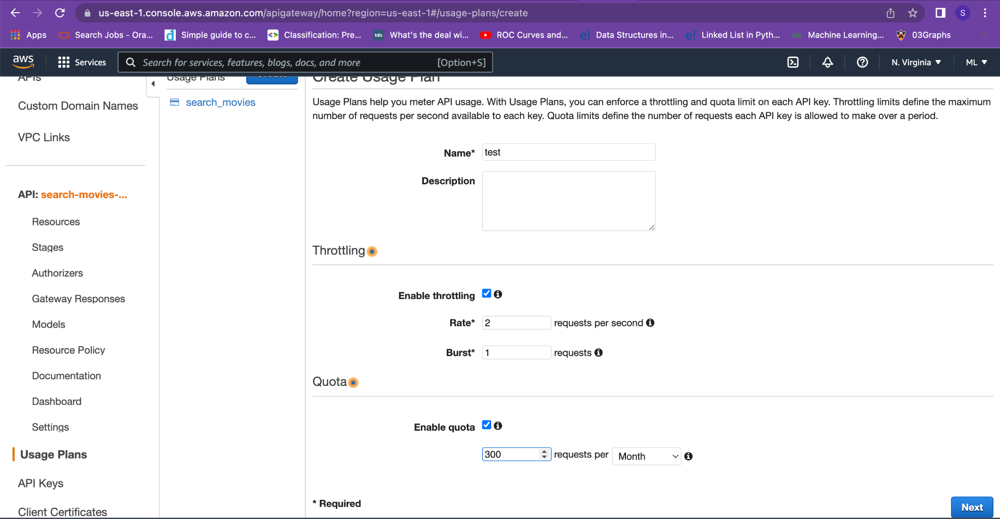 us-east-1.console.aws.amazon.com/apigateway/home?region=us-east-1#/usage-plans/create
S
Apps
Search Jobs - Ora...
Simple guide to c...
Classification: Pre...
tds What's the deal wi...
ROC Curves and...
e! Data Structures in...
e! Linked List in Pyth...
Machine Learning...
03Graphs
»
aws
Services
Search for services, features, blogs, docs, and more
[Option+S]
N. Virginia ▼
ML ▼
APIs
Custom Domain Names
VPC Links
API: search-movies-...
Resources
Stages
Authorizers
Gateway Responses
Models
Resource Policy
Documentation
Dashboard
Settings
Usage Plans
API Keys
Client Certificates
Usage Plans
Create
search_movies
Create Usage Plan
Usage Plans help you meter API usage. With Usage Plans, you can enforce a throttling and quota limit on each API key. Throttling limits define the maximum
number of requests per second available to each key. Quota limits define the number of requests each API key is allowed to make over a period.
Name* test
Description
Throttling
Enable throttling
Rate* 2 requests per second
Burst* 1 requests
Quota
Enable quota
300 requests per Month
* Required
Next